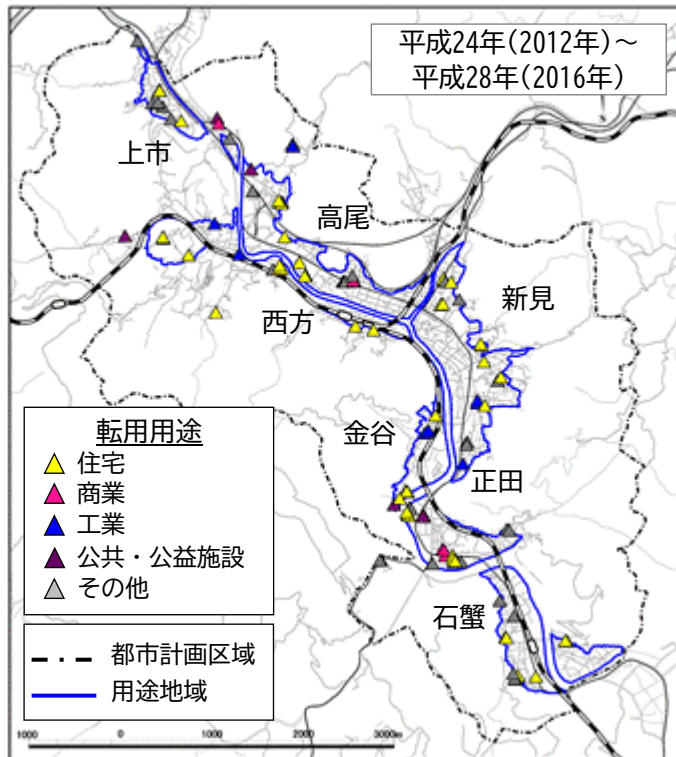 平成24年(2012年)～
平成28年(2016年)
上市
高尾
新見
西方
金谷
正田
石蟹
転用用途
住宅
商業
工業
公共・公益施設
その他
都市計画区域
用途地域
1000 0 1000 2000 3000m